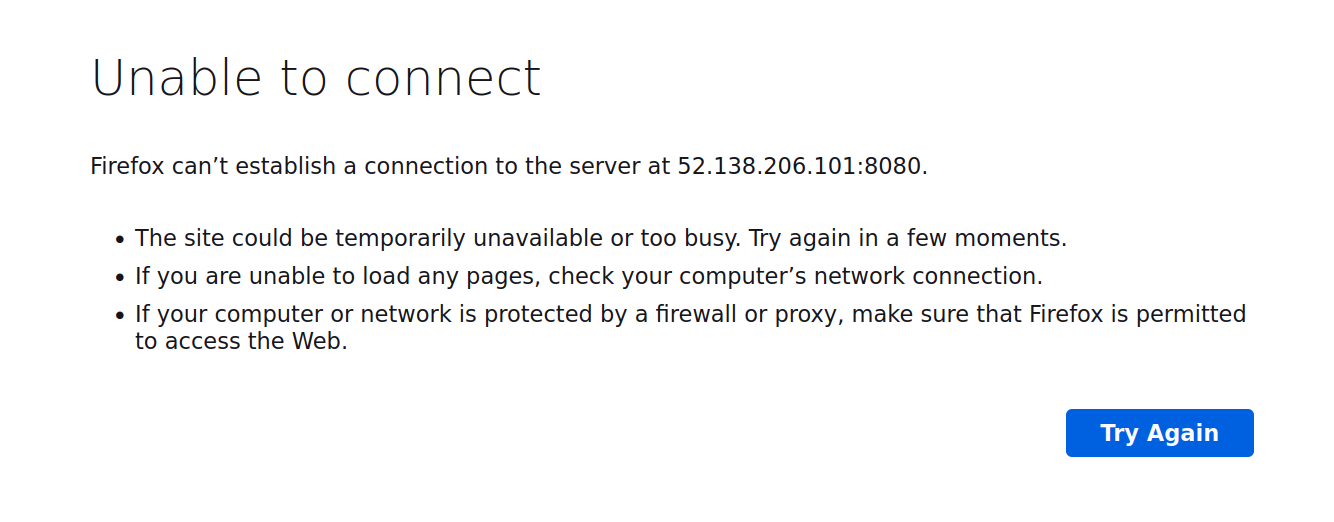 Unable to connect
Firefox can’t establish a connection to the server at 52.138.206.101:8080.
• The site could be temporarily unavailable or too busy. Try again in a few moments.
• If you are unable to load any pages, check your computer’s network connection.
• If your computer or network is protected by a firewall or proxy, make sure that Firefox is permitted
to access the Web.
Try Again